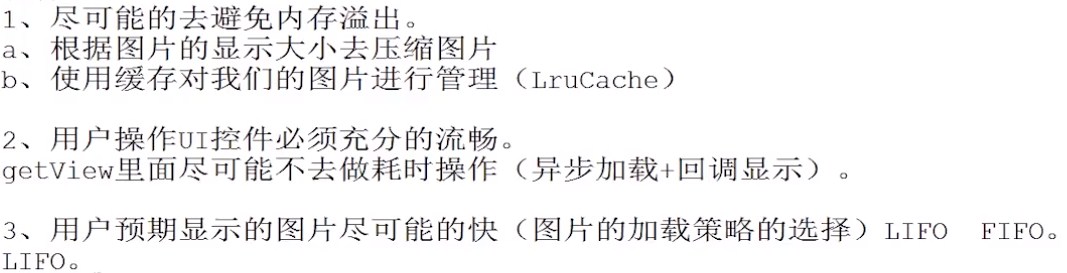 1、尽可能的去避免内存溢出。
a、根据图片的显示大小去压缩图片
b、使用缓存对我们的图片进行管理（LruCache）
2、用户操作UI控件必须充分的流畅。
getView里面尽可能不去做耗时操作（异步加载+回调显示）。
3、用户预期显示的图片尽可能的快（图片的加载策略的选择）LIFO  FIFO。
LIFO。